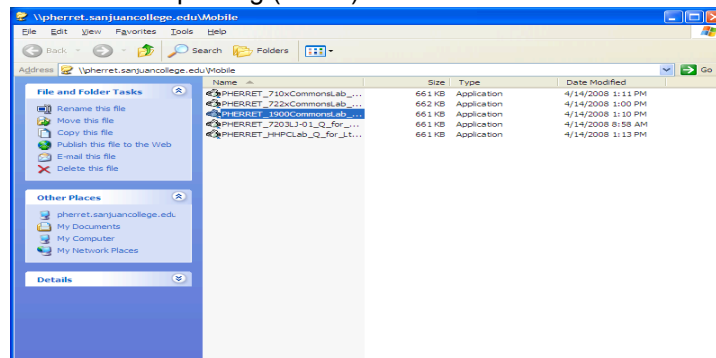 \\pherret.sanjuancollege.edu\Mobile
File Edit View Favorites Tools Help
Back Search Folders
Address \\pherret.sanjuancollege.edu\Mobile Go
Name Size Type Date Modified
File and Folder Tasks
Rename this file
Move this file
Copy this file
Publish this file to the Web
E-mail this file
Delete this file
PHERRET_710xCommonsLab_... 661 KB Application 4/14/2008 1:11 PM
PHERRET_722xCommonsLab_... 662 KB Application 4/14/2008 1:00 PM
PHERRET_1900CommonsLab_... 661 KB Application 4/14/2008 1:10 PM
PHERRET_7203LJ-01_Q_for_... 661 KB Application 4/14/2008 8:58 AM
PHERRET_HHPCLab_Q_for_Lt... 661 KB Application 4/14/2008 1:13 PM
Other Places
pherret.sanjuancollege.edu
My Documents
My Computer
My Network Places
Details